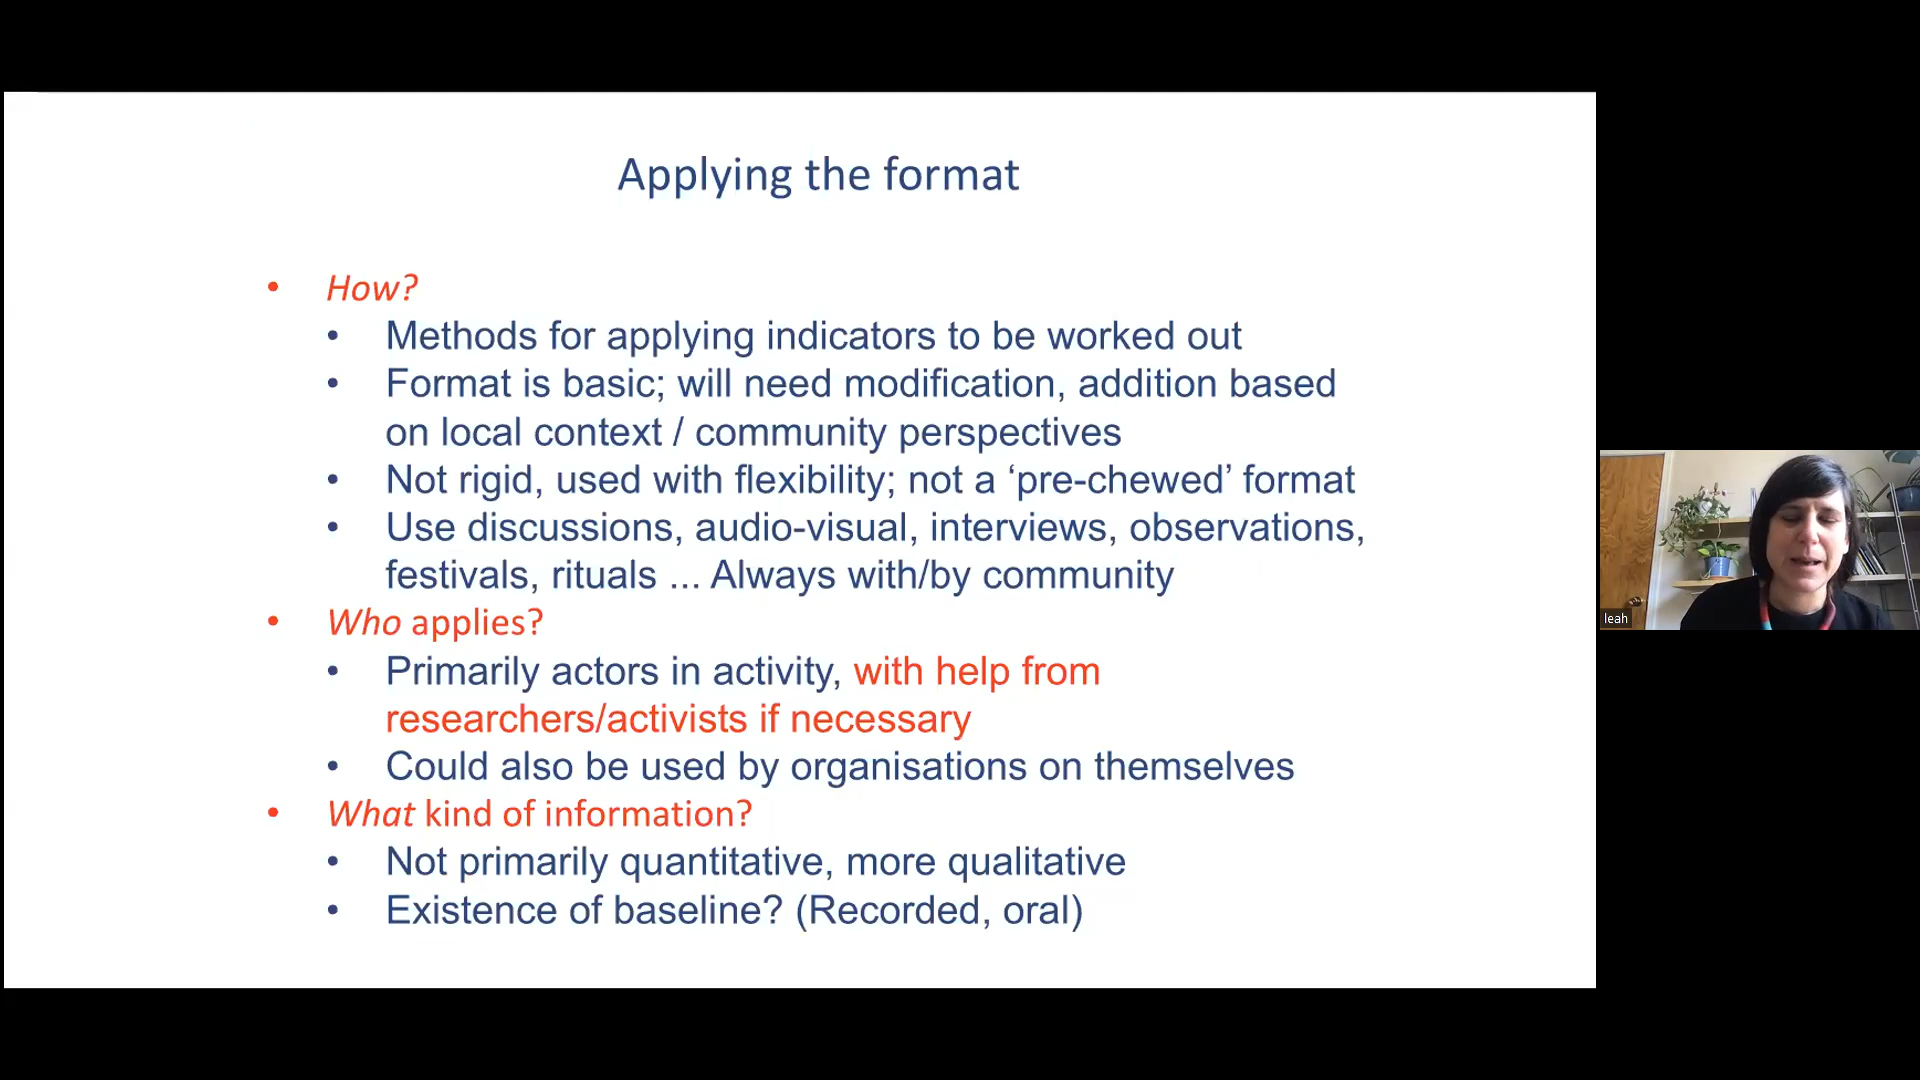 Applying the format
• How?
• Methods for applying indicators to be worked out
• Format is basic; will need modification, addition based
on local context / community perspectives
• Not rigid, used with flexibility; not a ‘pre-chewed’ format
• Use discussions, audio-visual, interviews, observations,
festivals, rituals ... Always with/by community
• Who applies?
• Primarily actors in activity, with help from
researchers/activists if necessary
• Could also be used by organisations on themselves
• What kind of information?
• Not primarily quantitative, more qualitative
• Existence of baseline? (Recorded, oral)
leah